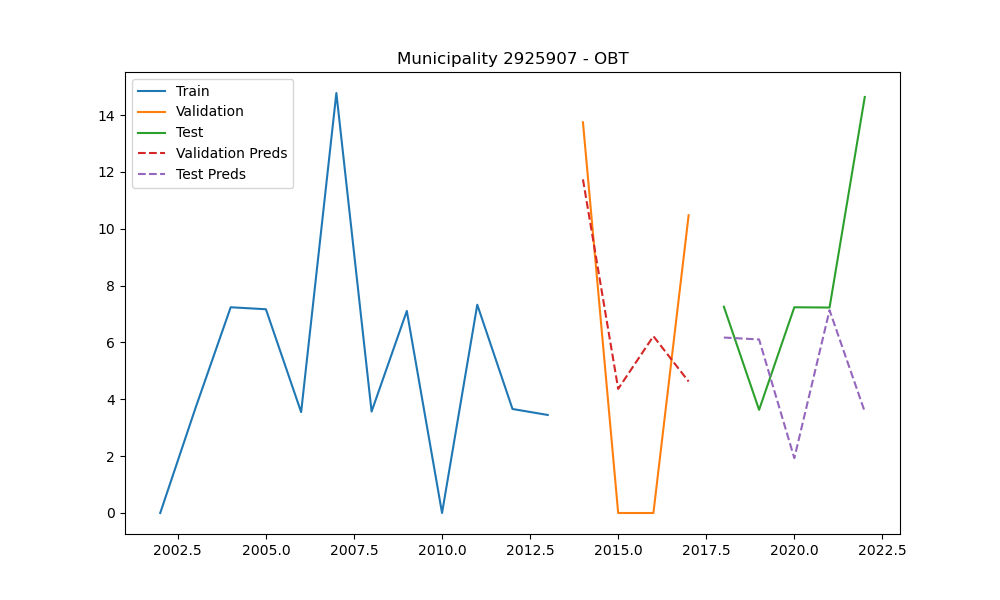 Municipality 2925907 - OBT
Train
Validation
Test
Validation Preds
Test Preds
14
12
10
8
6
4
2
0
2002.5 2005.0 2007.5 2010.0 2012.5 2015.0 2017.5 2020.0 2022.5